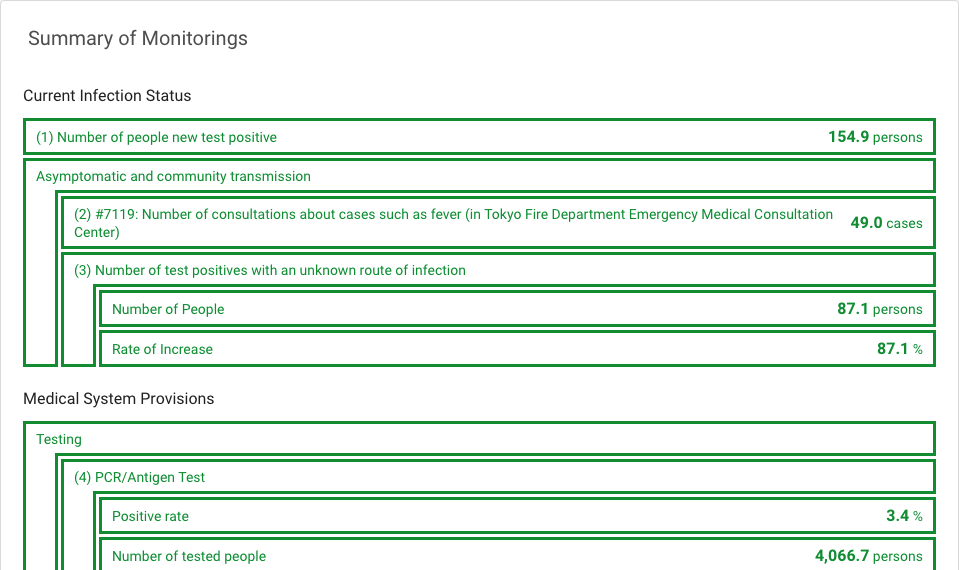 Summary of Monitorings
Current Infection Status
(1) Number of people new test positive 154.9 persons
Asymptomatic and community transmission
(2) #7119: Number of consultations about cases such as fever (in Tokyo Fire Department Emergency Medical Consultation
Center) 49.0 cases
(3) Number of test positives with an unknown route of infection
Number of People 87.1 persons
Rate of Increase 87.1 %
Medical System Provisions
Testing
(4) PCR/Antigen Test
Positive rate 3.4 %
Number of tested people 4,066.7 persons